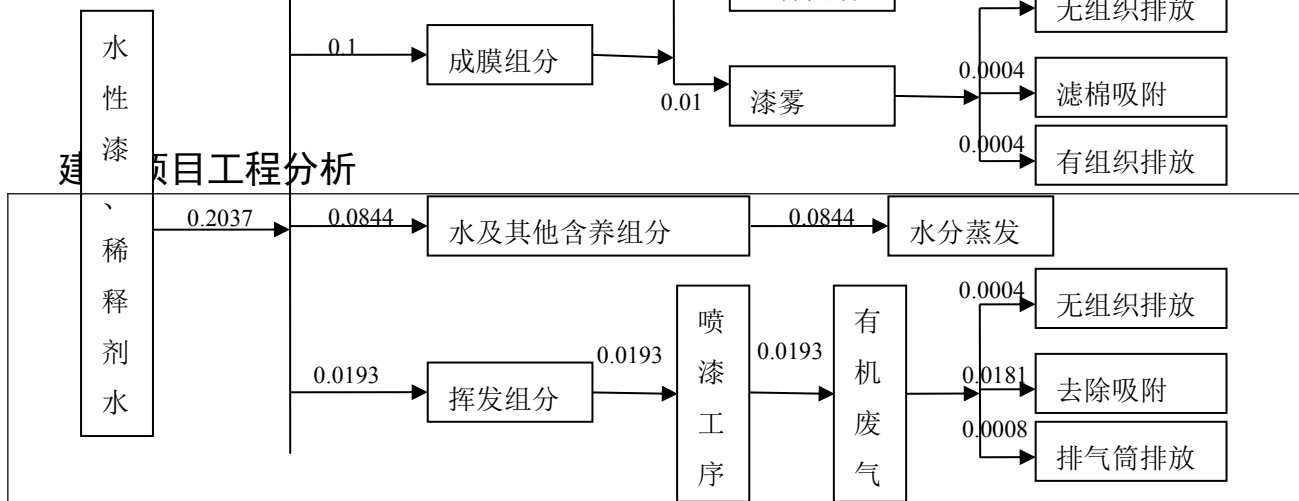 无组织排放
0.1
成膜组分
0.01
漆雾
0.0004
滤棉吸附
0.0004
有组织排放
项目工程分析
水性漆、稀释剂水
0.2037
0.0844
水及其他含养组分
0.0844
水分蒸发
0.0193
挥发组分
0.0193
喷漆工序
0.0193
有机废气
0.0004
无组织排放
0.0181
去除吸附
0.0008
排气筒排放